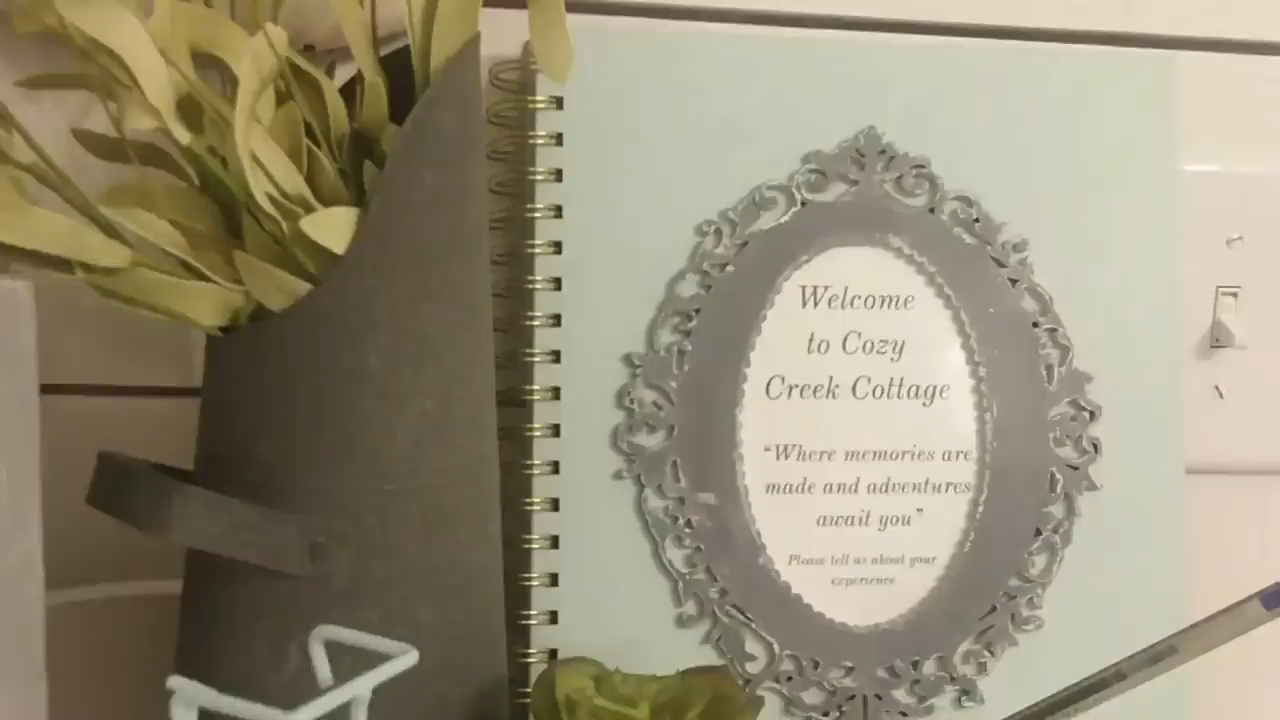 Welcome
to Cozy
Creek Cottage
“Where memories are
made and adventures
await you”
Please tell us about your
experience